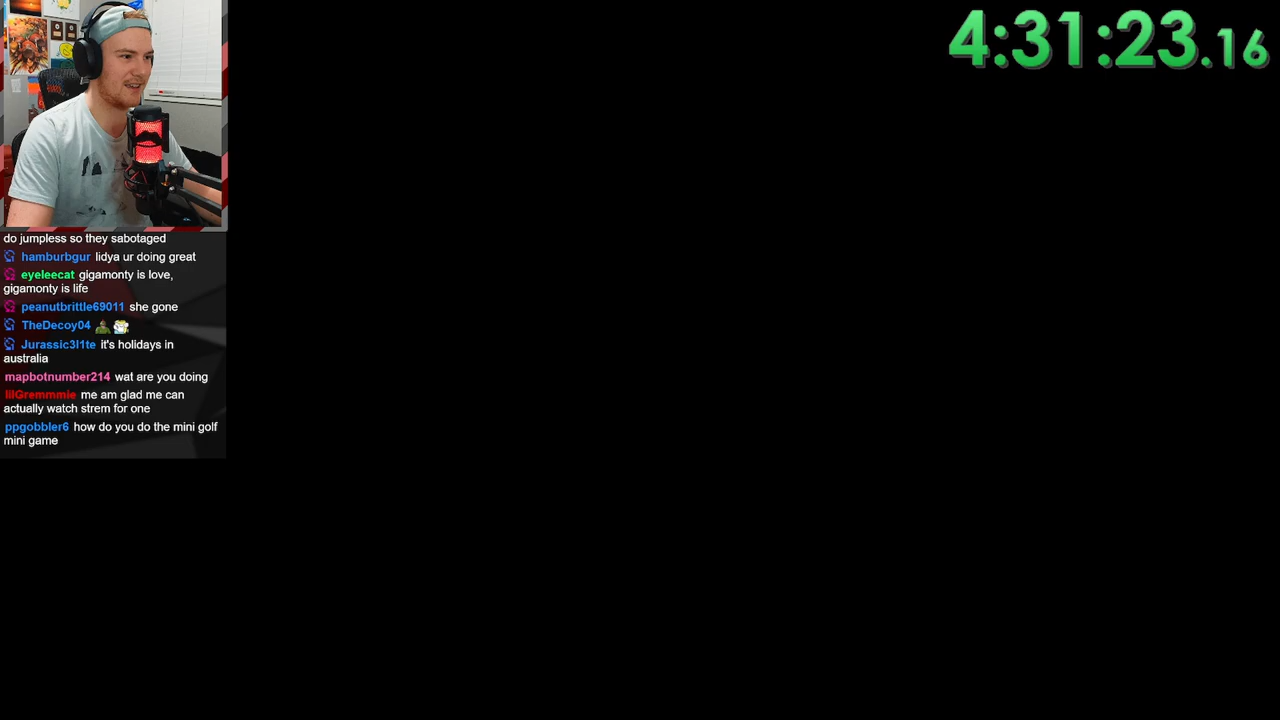 4:31:23.16
do jumpless so they sabotaged
hamburbgur lidya ur doing great
eyeleecat gigamonty is love,
gigamonty is life
peanutbrittle69011 she gone
TheDecoy04
Jurassic3l1te it's holidays in
australia
mapbotnumber214 wat are you doing
lilGremmmie me am glad me can
actually watch strem for one
ppgobbler6 how do you do the mini golf
mini game